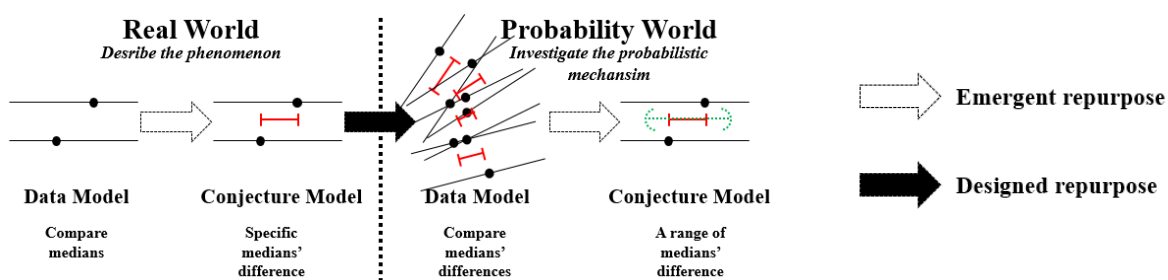 Real World
Desribe the phenomenon
Probability World
Investigate the probabilistic
mechansim
Data Model
Compare
medians
Conjecture Model
Specific
medians’
difference
Data Model
Compare
medians’
differences
Conjecture Model
A range of
medians’
difference
Emergent repurpose
Designed repurpose